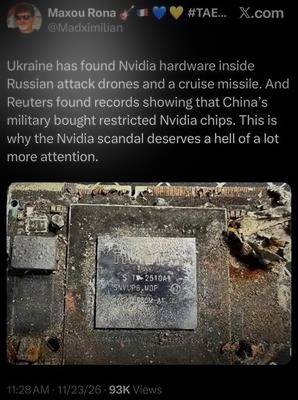 Maxou Rona 🎻 🇫🇷 💙 💛 #TAE...
X.com
@Madximilian
Ukraine has found Nvidia hardware inside
Russian attack drones and a cruise missile. And
Reuters found records showing that China's
military bought restricted Nvidia chips. This is
why the Nvidia scandal deserves a hell of a lot
more attention.
2510A1
11:28 AM · 11/23/26 · 93K Views